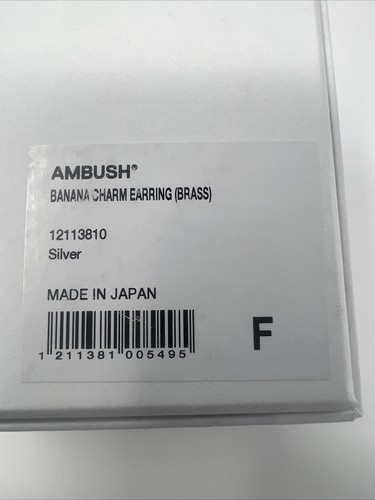 AMBUSH®
BANANA CHARM EARRING (BRASS)
12113810
Silver
MADE IN JAPAN
F
1 211381 005495